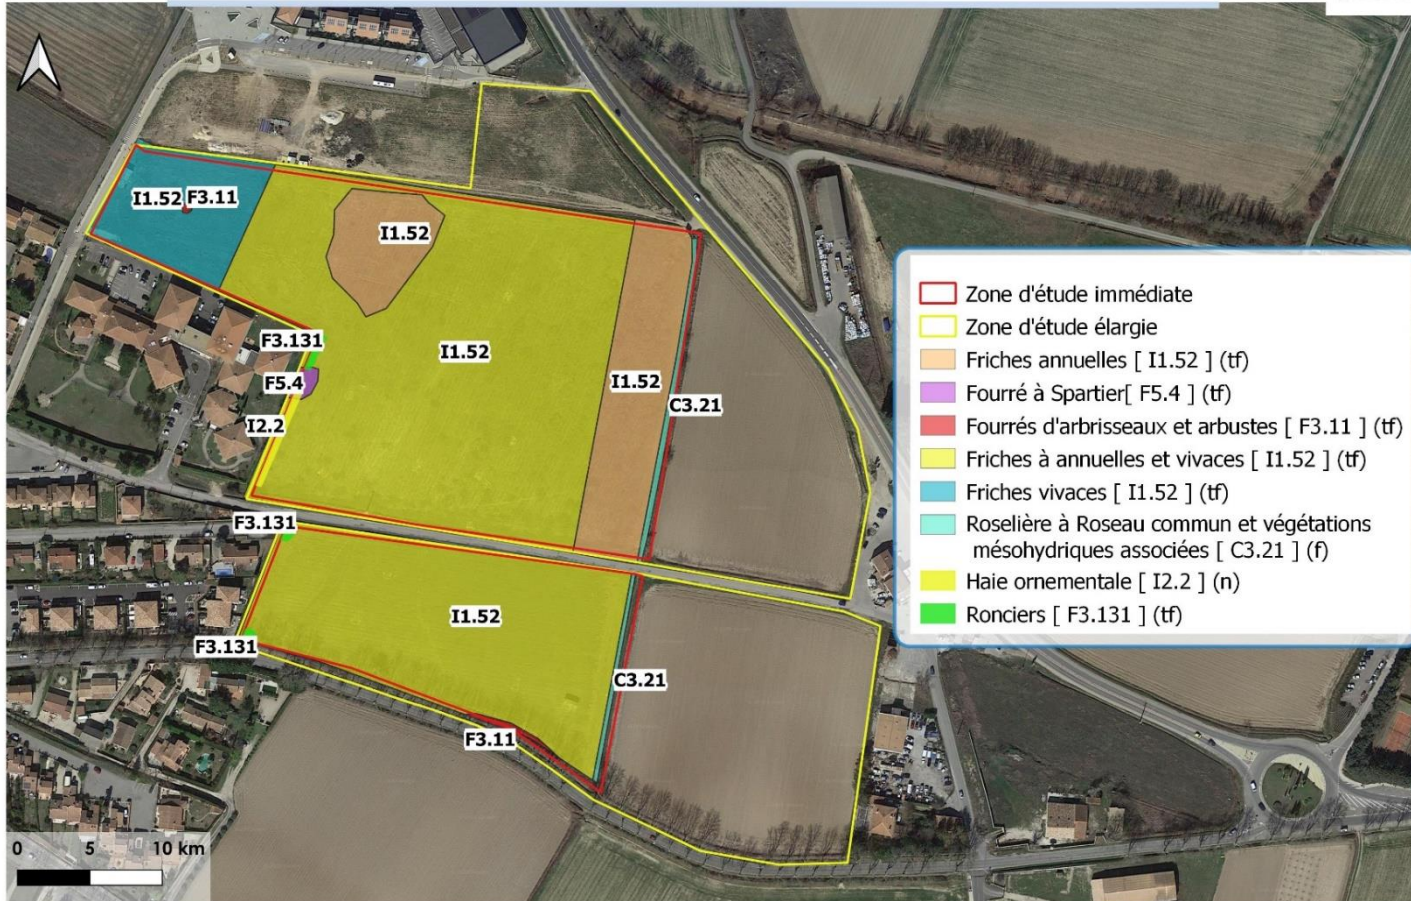 I1.52
F3.11
I1.52
F3.131
I1.52
F5.4
I1.52
C3.21
I2.2
F3.131
I1.52
F3.131
C3.21
F3.11
Zone d'étude immédiate
Zone d'étude élargie
Friches annuelles [ I1.52 ] (tf)
Fourré à Spartier[ F5.4 ] (tf)
Fourrés d'arbrisseaux et arbustes [ F3.11 ] (tf)
Friches à annuelles et vivaces [ I1.52 ] (tf)
Friches vivaces [ I1.52 ] (tf)
Roselière à Roseau commun et végétations
mésohydriques associées [ C3.21 ] (f)
Haie ornementale [ I2.2 ] (n)
Ronciers [ F3.131 ] (tf)
0 5 10 km